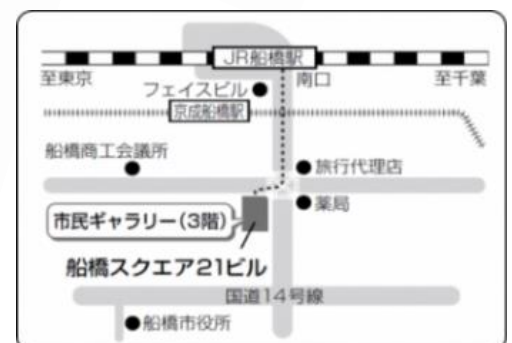 JR船橋駅
至東京
南口
至千葉
フェイスビル
京成船橋駅
船橋商工会議所
旅行代理店
薬局
市民ギャラリー(3階)
船橋スクエア21ビル
国道14号線
船橋市役所